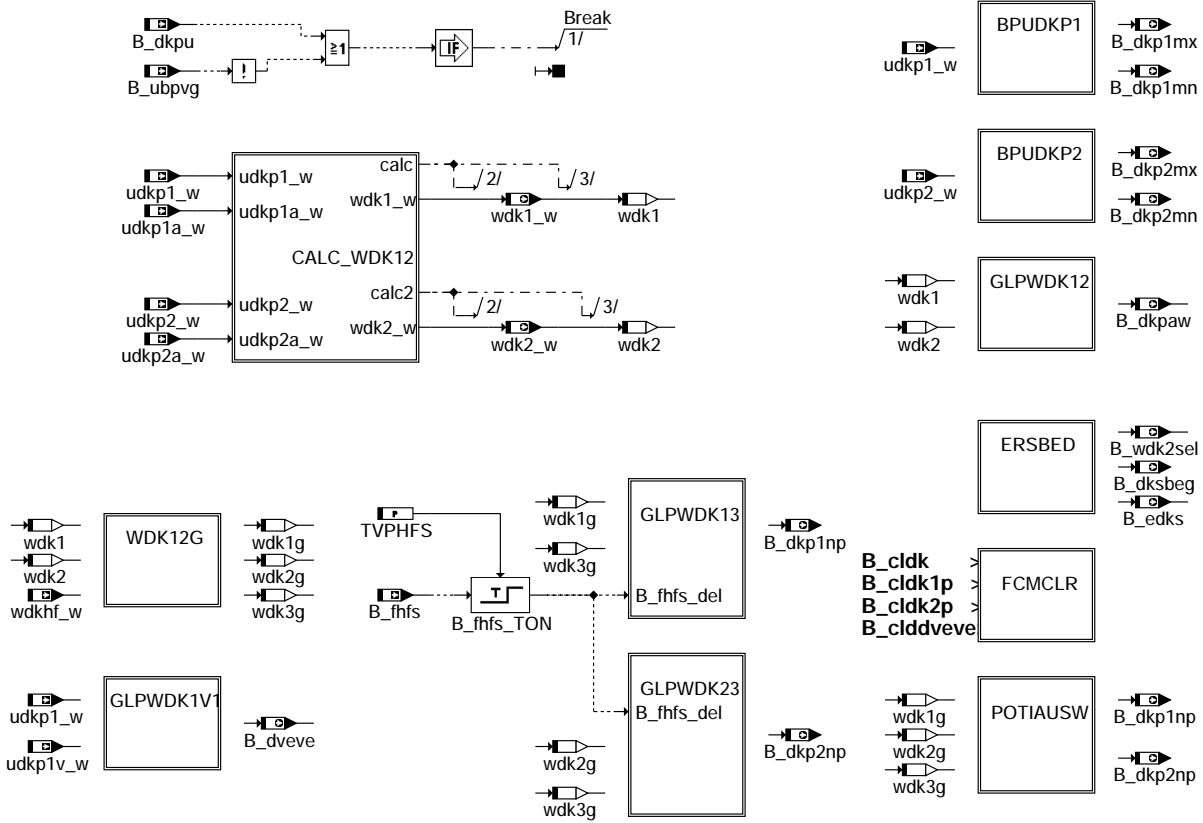 B_dkpu
≥1
IF
Break
1/
B_ubpvg
!
udkp1_w
BPUDKP1
B_dkp1mx
B_dkp1mn
udkp2_w
BPUDKP2
B_dkp2mx
B_dkp2mn
udkp1_w
udkp1a_w
udkp2_w
udkp2a_w
udkp1_w
udkp1a_w
CALC_WDK12
udkp2_w
udkp2a_w
calc
wdk1_w
calc2
wdk2_w
2/
3/
wdk1_w
wdk1
2/
3/
wdk2_w
wdk2
wdk1
wdk2
GLPWDK12
B_dkpaw
ERSBED
B_wdk2sel
B_dksbeg
B_edks
wdk1
wdk2
wdkhf_w
WDK12G
wdk1g
wdk2g
wdk3g
P
TVPHFS
B_fhfs
T
B_fhfs_TON
wdk1g
wdk3g
GLPWDK13
B_fhfs_del
B_dkp1np
B_cldk
B_cldk1p
B_cldk2p
B_clddveve
>
>
>
FCMCLR
udkp1_w
udkp1v_w
GLPWDK1V1
B_dveve
wdk2g
wdk3g
GLPWDK23
B_fhfs_del
B_dkp2np
wdk1g
wdk2g
wdk3g
POTIAUSW
B_dkp1np
B_dkp2np